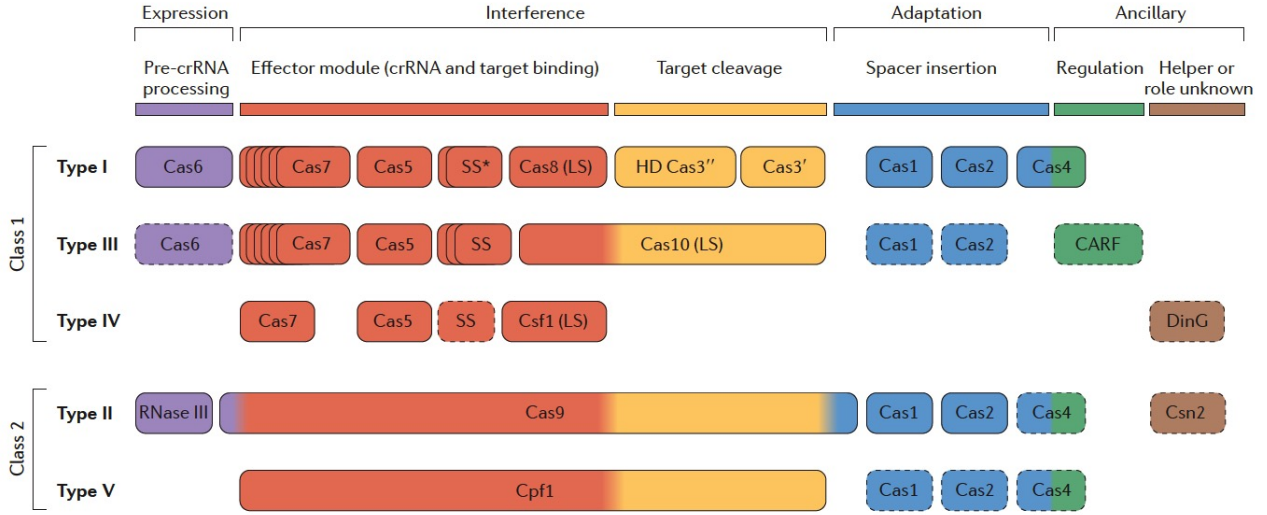 Expression Interference Adaptation Ancillary
Pre-crRNA
processing
Effector module (crRNA and target binding)
Target cleavage
Spacer insertion
Regulation
Helper or
role unknown
Class 1
Type I Cas6 Cas7 Cas5 SS* Cas8 (LS) HD Cas3′′ Cas3′ Cas1 Cas2 Cas4
Type III Cas6 Cas7 Cas5 SS Cas10 (LS) Cas1 Cas2 CARF
Type IV Cas7 Cas5 SS Csf1 (LS) DinG
Class 2
Type II RNase III Cas9 Cas1 Cas2 Cas4 Csn2
Type V Cpf1 Cas1 Cas2 Cas4